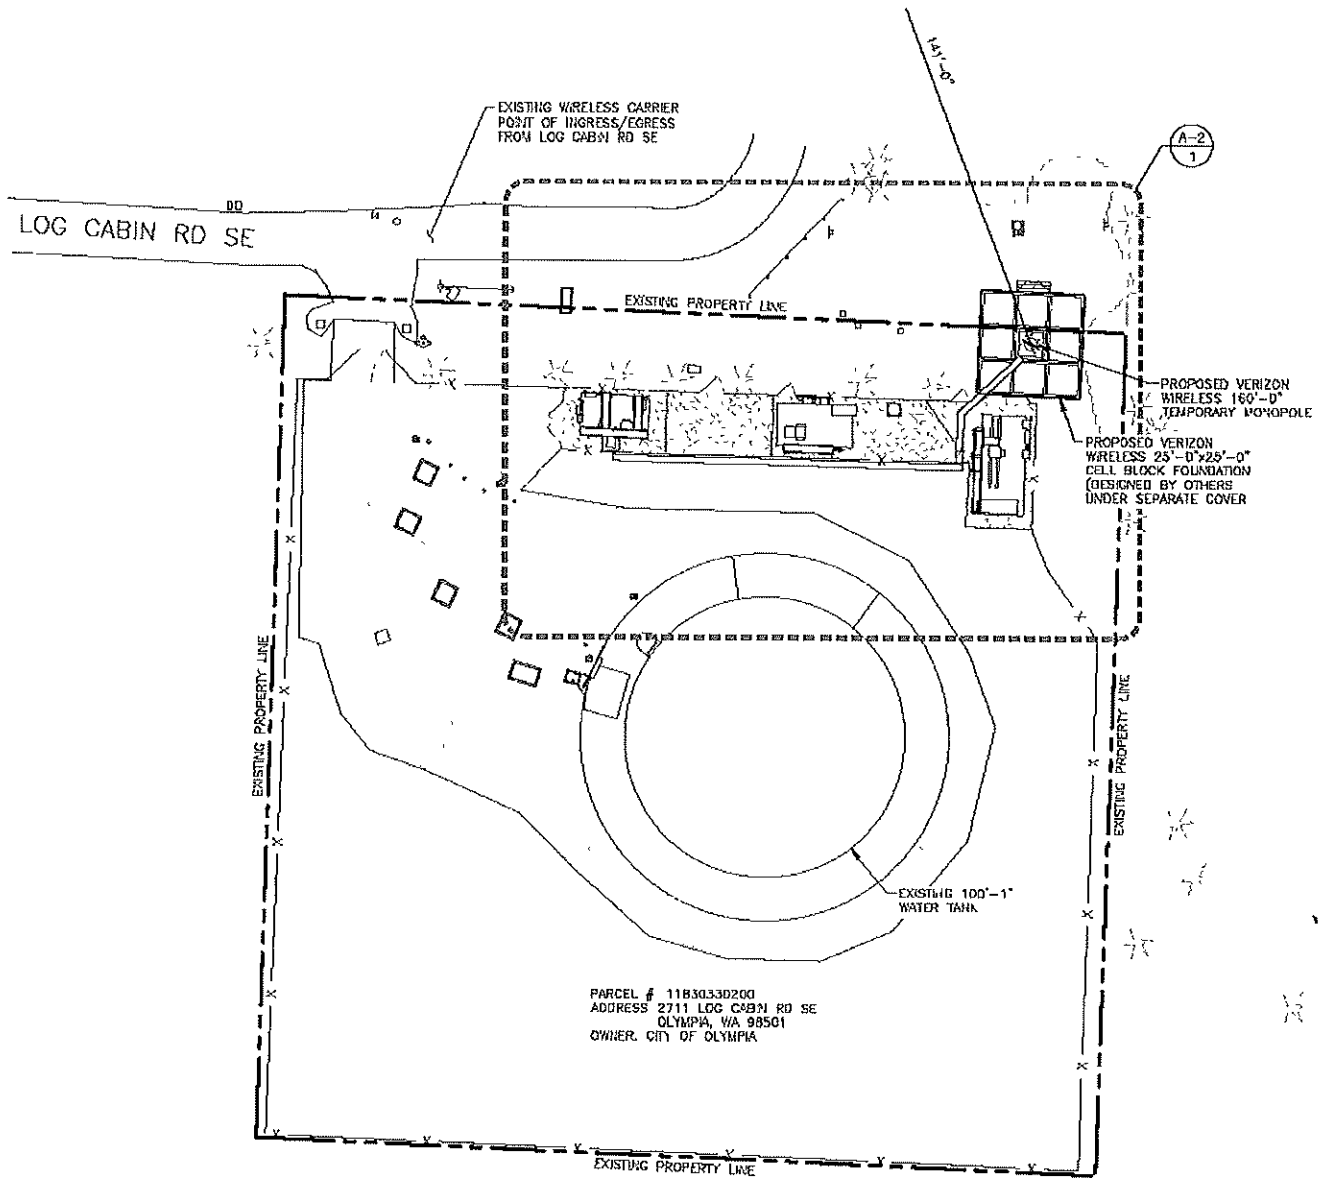 141'-0"
EXISTING WIRELESS CARRIER
POINT OF INGRESS/EGRESS
FROM LOG CABIN RD SE
A-2
1
LOG CABIN RD SE
EXISTING PROPERTY LINE
PROPOSED VERIZON
WIRELESS 160'-0"
TEMPORARY MONOPOLE
PROPOSED VERIZON
WIRELESS 25'-0"x25'-0"
CELL BLOCK FOUNDATION
(DESIGNED BY OTHERS
UNDER SEPARATE COVER
EXISTING PROPERTY LINE
EXISTING PROPERTY LINE
EXISTING 100'-1"
WATER TANK
PARCEL # 11830330200
ADDRESS 2711 LOG CABIN RD SE
OLYMPIA, WA 98501
OWNER. CITY OF OLYMPIA
EXISTING PROPERTY LINE